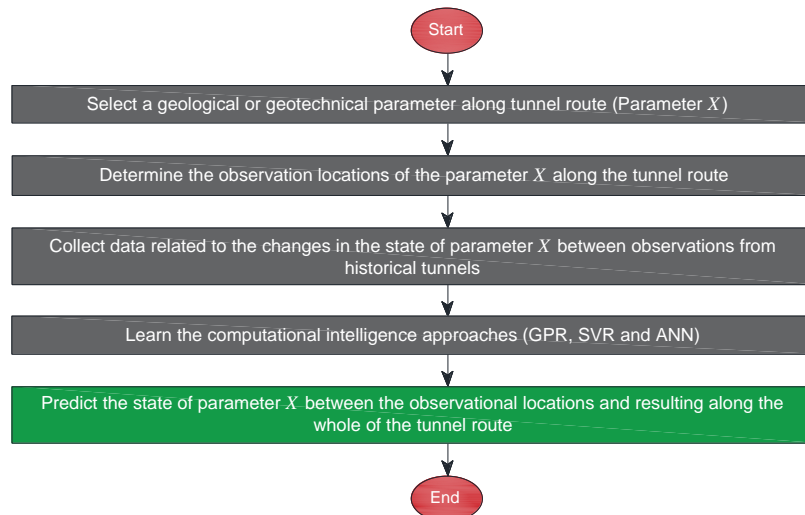 Start
Select a geological or geotechnical parameter along tunnel route (Parameter X)
Determine the observation locations of the parameter X along the tunnel route
Collect data related to the changes in the state of parameter X between observations from
historical tunnels
Learn the computational intelligence approaches (GPR, SVR and ANN)
Predict the state of parameter X between the observational locations and resulting along the
whole of the tunnel route
End